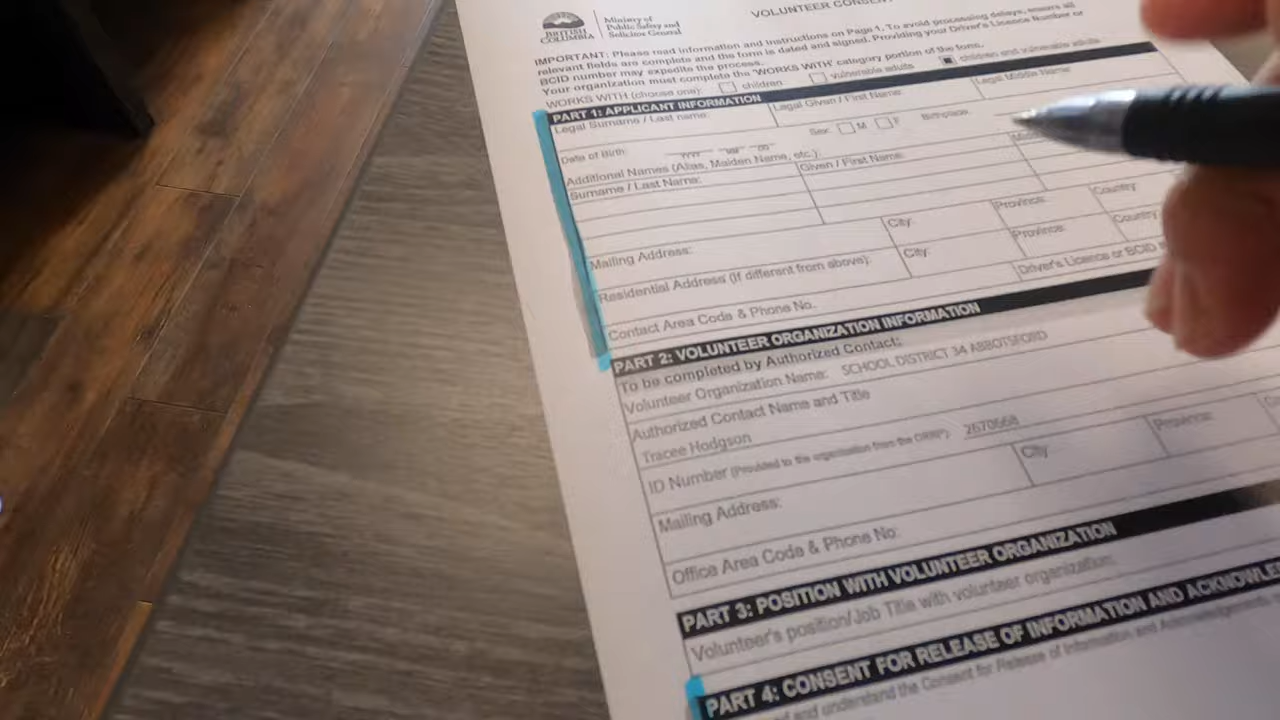 BRITISH COLUMBIA
Ministry of
Public Safety and
Solicitor General
VOLUNTEER CONSEN
IMPORTANT: Please read information and instructions on Page 1. To avoid processing delays, ensure all
relevant fields are complete and the form is dated and signed. Providing your Driver's Licence Number or
BCID number may expedite the process.
Your organization must complete the 'WORKS WITH' category portion of the form.
WORKS WITH (choose one): children vulnerable adults children and vulnerable adults
PART 1: APPLICANT INFORMATION
Legal Surname / Last name: Legal Given / First Name: Legal Middle Name:
Date of Birth: Sex: M F Birthplace:
Additional Names (Alias, Maiden Name, etc.):
Surname / Last Name: Given / First Name:
Mailing Address: City: Province: Country:
Residential Address (if different from above): City: Province: Country:
Contact Area Code & Phone No. Driver's Licence or BCID
PART 2: VOLUNTEER ORGANIZATION INFORMATION
To be completed by Authorized Contact:
Volunteer Organization Name: SCHOOL DISTRICT 34 ABBOTSFORD
Authorized Contact Name and Title
Tracee Hodgson
ID Number (Provided to the organization from the CRRP): 2670568
Mailing Address: City: Province:
Office Area Code & Phone No:
PART 3: POSITION WITH VOLUNTEER ORGANIZATION
Volunteer's position/Job Title with volunteer organization:
PART 4: CONSENT FOR RELEASE OF INFORMATION AND ACKNOWLE
and understand the Consent for Release of Information and Acknowledgements